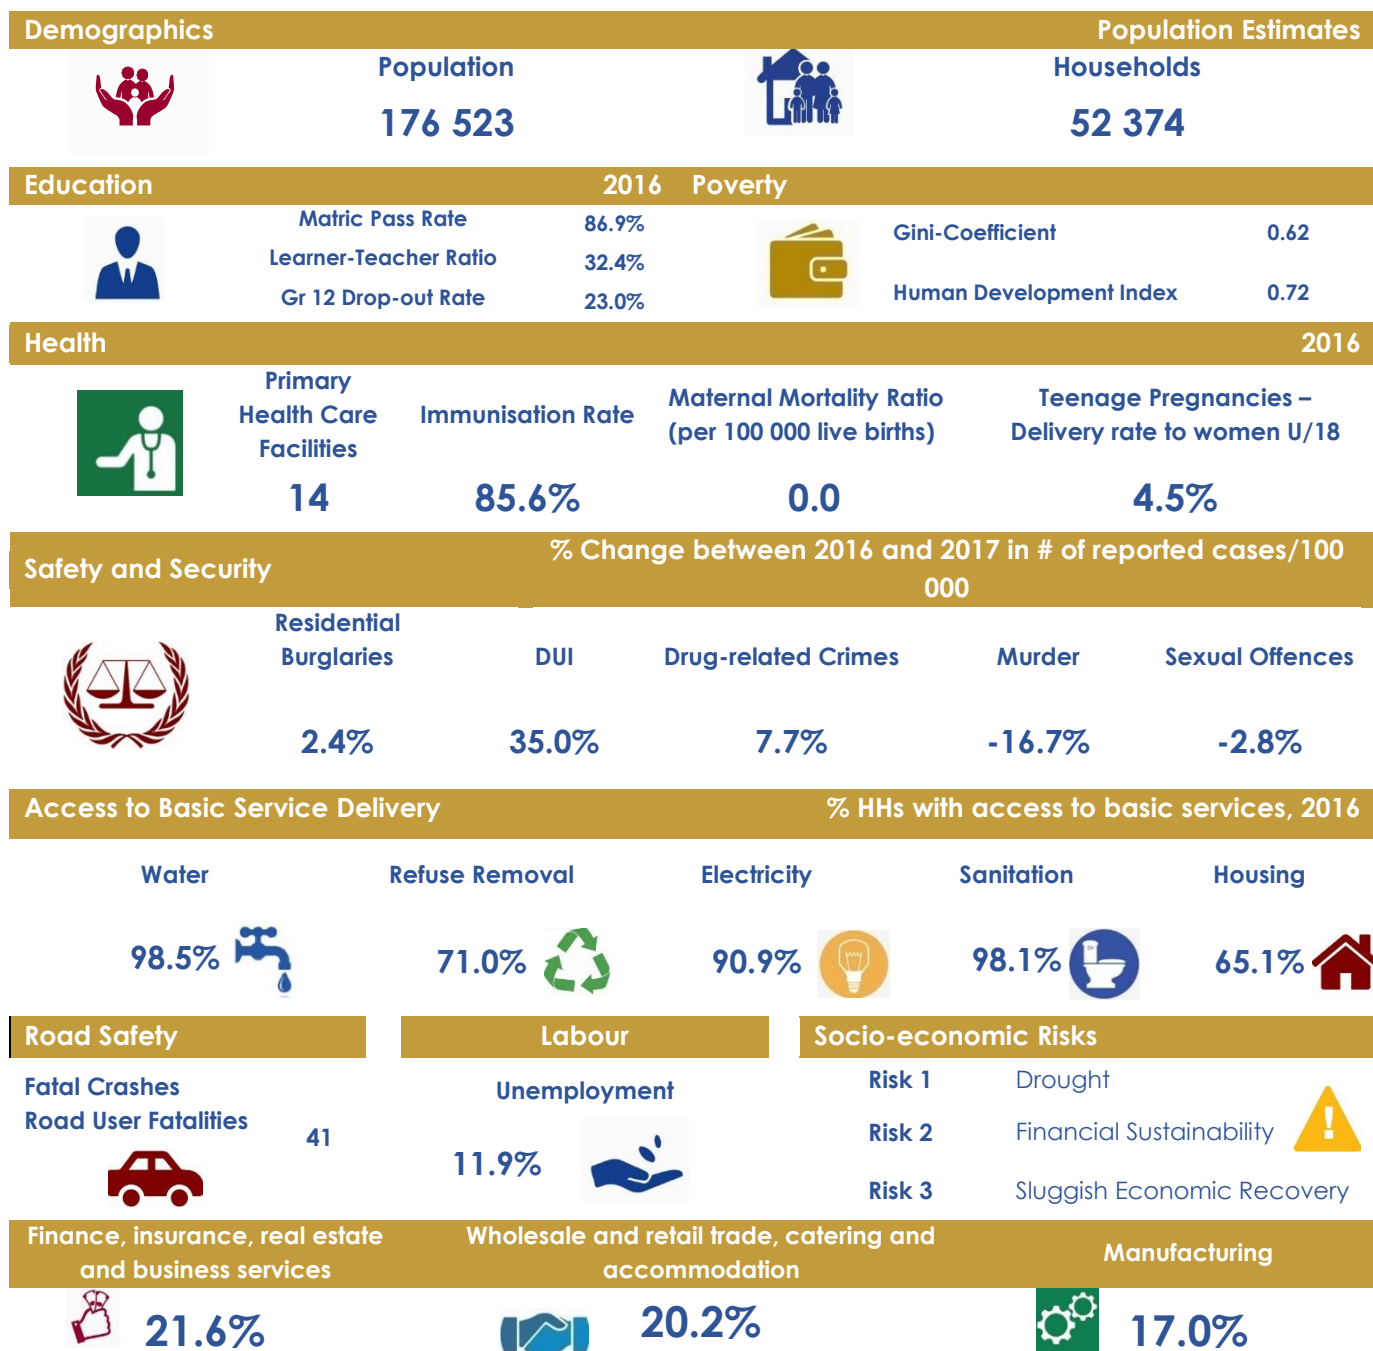 Demographics Population Estimates
Population Households
176 523 52 374
Education 2016 Poverty
Matric Pass Rate 86.9%
Learner-Teacher Ratio 32.4%
Gr 12 Drop-out Rate 23.0%
Gini-Coefficient 0.62
Human Development Index 0.72
Health 2016
Primary
Health Care
Facilities
14
Immunisation Rate
85.6%
Maternal Mortality Ratio
(per 100 000 live births)
0.0
Teenage Pregnancies –
Delivery rate to women U/18
4.5%
Safety and Security
% Change between 2016 and 2017 in # of reported cases/100
000
Residential
Burglaries
2.4%
DUI
35.0%
Drug-related Crimes
7.7%
Murder
-16.7%
Sexual Offences
-2.8%
Access to Basic Service Delivery % HHs with access to basic services, 2016
Water Refuse Removal Electricity Sanitation Housing
98.5% 71.0% 90.9% 98.1% 65.1%
Road Safety
Fatal Crashes
Road User Fatalities
41
Labour
Unemployment
11.9%
Socio-economic Risks
Risk 1 Drought
Risk 2 Financial Sustainability
Risk 3 Sluggish Economic Recovery
Finance, insurance, real estate
and business services
21.6%
Wholesale and retail trade, catering and
accommodation
20.2%
Manufacturing
17.0%